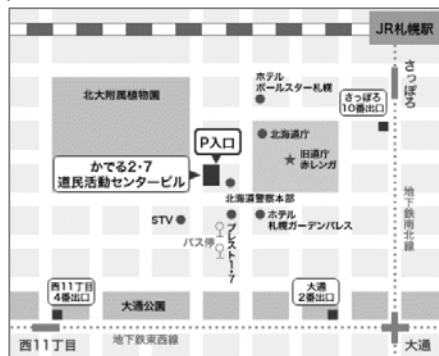 JR札幌駅
さっぽろ
ホテル
ポールスター札幌
北大附属植物園
さっぽろ
10番出口
P入口
北海道庁
旧道庁
赤レンガ
かでる2・7
道民活動センタービル
北海道警察本部
地下鉄南北線
STV
プレスト1・7
ホテル
札幌ガーデンパレス
バス停
西11丁目
4番出口
大通公園
大通
2番出口
西11丁目
地下鉄東西線
大通